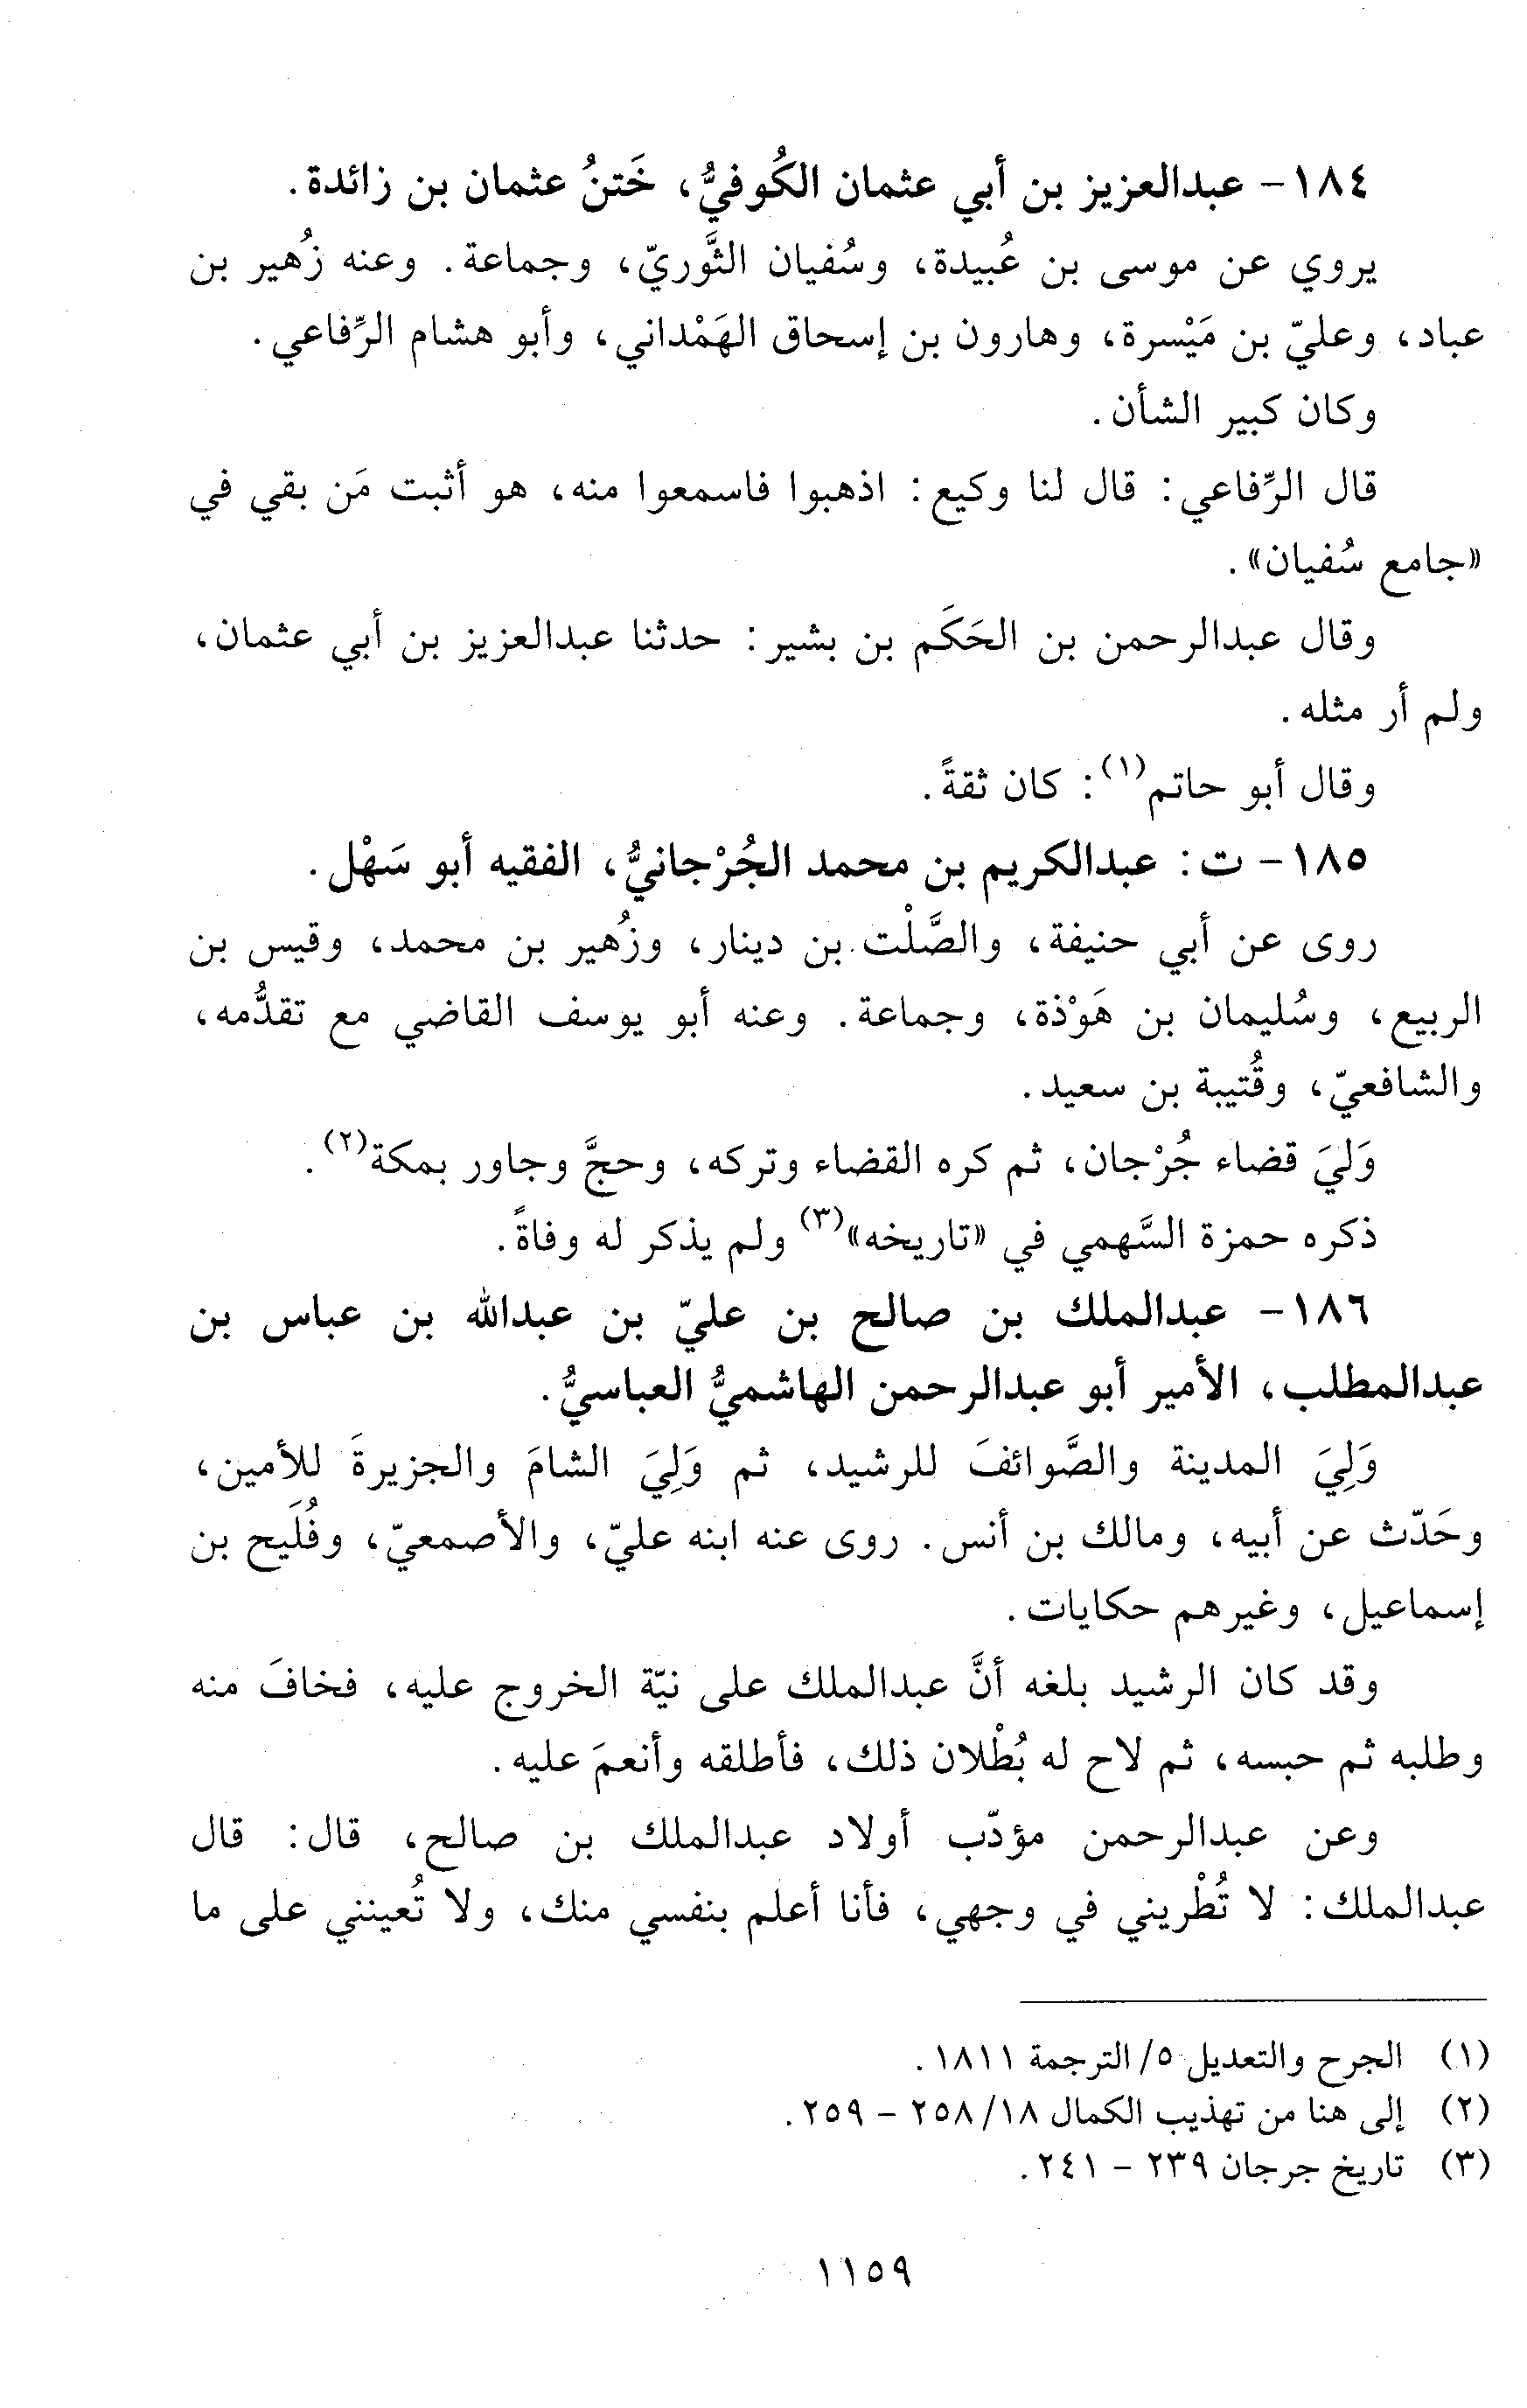 ١٨٤- عبدالعزيز بن أبي عثمان الكُوفيُّ، خَتنُ عثمان بن زائدة.
يروي عن موسى بن عُبيدة، وسُفيان الثَّوريّ، وجماعة. وعنه زُهير بن
عباد، وعليّ بن مَيْسرة، وهارون بن إسحاق الهَمْداني، وأبو هشام الرِّفاعي.
وكان كبير الشأن.
قال الرِّفاعي: قال لنا وكيع: اذهبوا فاسمعوا منه، هو أثبت مَن بقي في
«جامع سُفيان».
وقال عبدالرحمن بن الحَكَم بن بشير: حدثنا عبدالعزيز بن أبي عثمان،
ولم أر مثله.
وقال أبو حاتم(١): كان ثقةً.
١٨٥- ت: عبدالكريم بن محمد الجُرْجانيُّ، الفقيه أبو سَهْل.
روى عن أبي حنيفة، والصَّلْت بن دينار، وزُهير بن محمد، وقيس بن
الربيع، وسُليمان بن هَوْذة، وجماعة. وعنه أبو يوسف القاضي مع تقدُّمه،
والشافعيّ، وقُتيبة بن سعيد.
وَليَ قضاء جُرْجان، ثم كره القضاء وتركه، وحجَّ وجاور بمكة(٢).
ذكره حمزة السَّهمي في «تاريخه»(٣) ولم يذكر له وفاةً.
١٨٦- عبدالملك بن صالح بن عليّ بن عبدالله بن عباس بن
عبدالمطلب، الأمير أبو عبدالرحمن الهاشميُّ العباسيُّ.
وَلِيَ المدينة والصَّوائفَ للرشيد، ثم وَلِيَ الشامَ والجزيرةَ للأمين،
وحَدّث عن أبيه، ومالك بن أنس. روى عنه ابنه عليّ، والأصمعيّ، وفُلَيح بن
إسماعيل، وغيرهم حكايات.
وقد كان الرشيد بلغه أنَّ عبدالملك على نيّة الخروج عليه، فخافَ منه
وطلبه ثم حبسه، ثم لاح له بُطْلان ذلك، فأطلقه وأنعمَ عليه.
وعن عبدالرحمن مؤدّب أولاد عبدالملك بن صالح، قال: قال
عبدالملك: لا تُطْريني في وجهي، فأنا أعلم بنفسي منك، ولا تُعينني على ما
(١) الجرح والتعديل ٥/ الترجمة ١٨١١.
(٢) إلى هنا من تهذيب الكمال ١٨/ ٢٥٨ - ٢٥٩.
(٣) تاريخ جرجان ٢٣٩ - ٢٤١.
١١٥٩